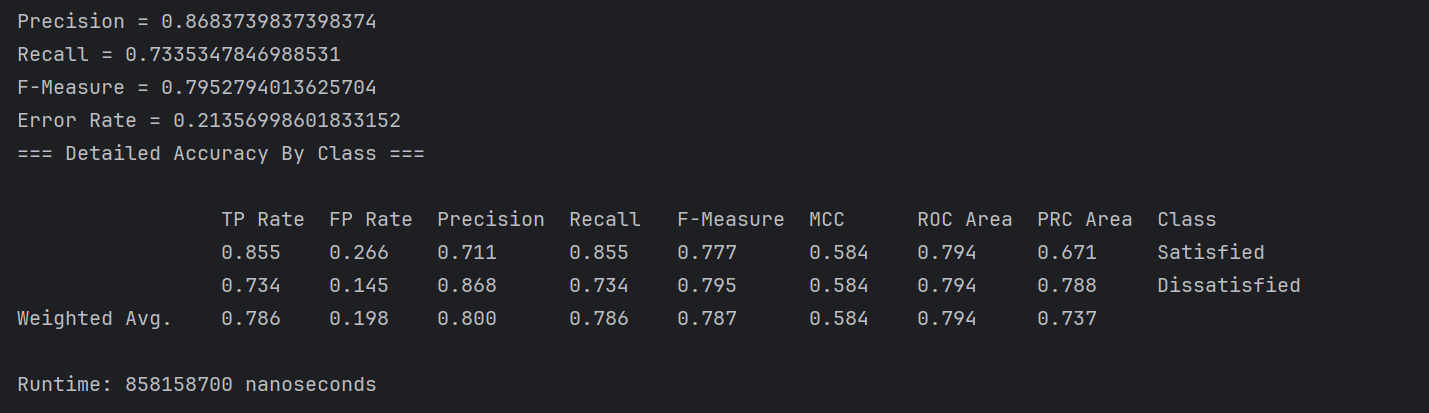 Precision = 0.8683739837398374
Recall = 0.7335347846988531
F-Measure = 0.7952794013625704
Error Rate = 0.21356998601833152
=== Detailed Accuracy By Class ===
TP Rate  FP Rate  Precision  Recall   F-Measure  MCC      ROC Area  PRC Area  Class
0.855    0.266    0.711      0.855    0.777      0.584    0.794     0.671     Satisfied
0.734    0.145    0.868      0.734    0.795      0.584    0.794     0.788     Dissatisfied
Weighted Avg.    0.786    0.198    0.800      0.786    0.787      0.584    0.794     0.737
Runtime: 858158700 nanoseconds